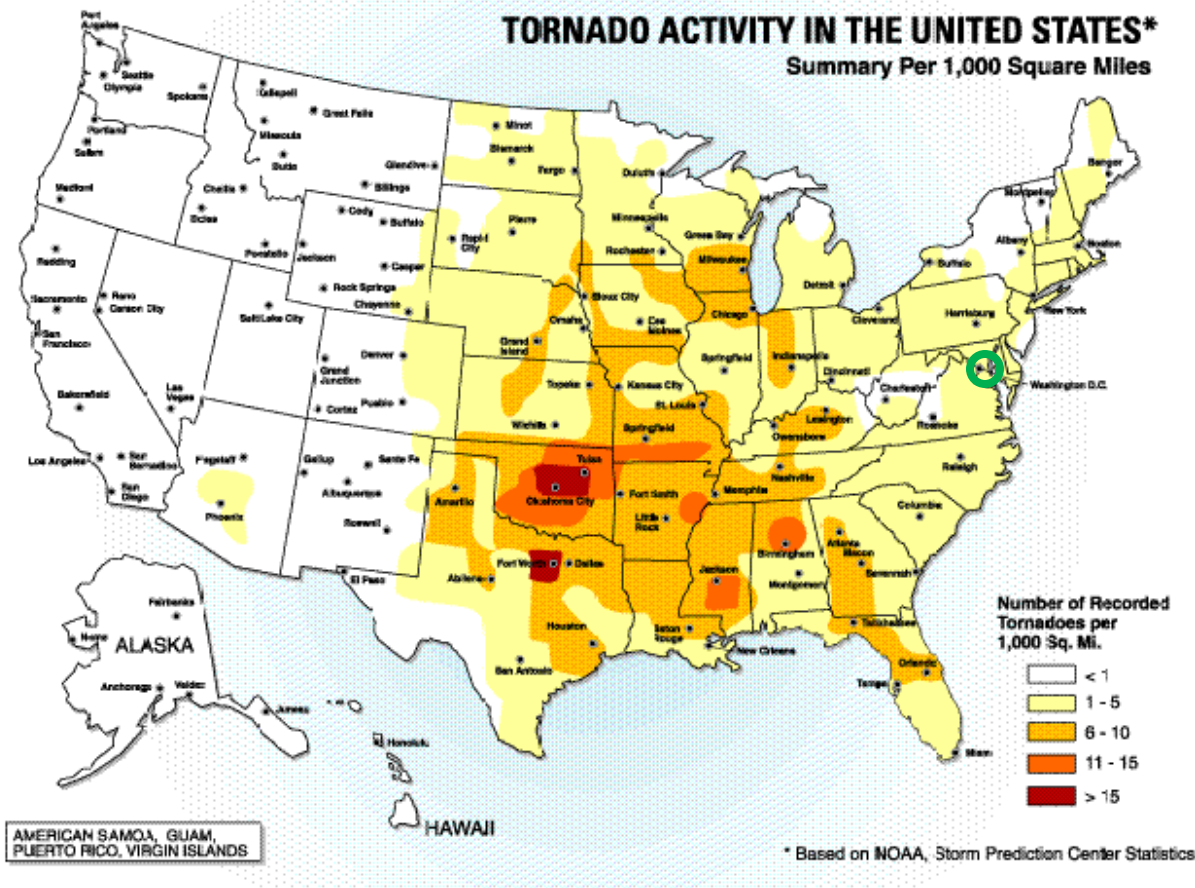 TORNADO ACTIVITY IN THE UNITED STATES*
Summary Per 1,000 Square Miles
Port
Angeles
Seattle
Olympia
Spokane
Portland
Salem
Medford
Kalispell
Great Falls
Missoula
Butte
Glendive
Billings
Challis
Boise
Pocatello
Jackson
Cody
Buffalo
Casper
Rock Springs
Cheyenne
Minot
Bismarck
Fargo
Pierre
Rapid
City
Duluth
Minneapolis
Rochester
Green Bay
Milwaukee
Detroit
Buffalo
Albany
Montpelier
Bangor
Boston
New York
Harrisburg
Cleveland
Washington D.C.
Redding
Sacramento
San
Francisco
Reno
Carson City
Salt Lake City
Las
Vegas
Bakersfield
Los Angeles
San
Bernardino
San
Diego
Denver
Grand
Junction
Cortez
Pueblo
Flagstaff
Phoenix
Gallup
Santa Fe
Albuquerque
Roswell
El Paso
Sioux City
Omaha
Grand
Island
Des
Moines
Chicago
Springfield
Indianapolis
Cincinnati
Charleston
Roanoke
Topeka
Kansas City
St. Louis
Wichita
Springfield
Lexington
Owensboro
Nashville
Raleigh
Tulsa
Oklahoma City
Amarillo
Fort Smith
Little
Rock
Memphis
Columbia
Atlanta
Macon
Savannah
Birmingham
Montgomery
Jackson
Fort Worth
Dallas
Abilene
Houston
San Antonio
Baton
Rouge
New Orleans
Tallahassee
Orlando
Tampa
Miami
Fairbanks
Nome
ALASKA
Anchorage
Valdez
Juneau
Honolulu
HAWAII
AMERICAN SAMOA, GUAM,
PUERTO RICO, VIRGIN ISLANDS
Number of Recorded
Tornadoes per
1,000 Sq. Mi.
< 1
1 - 5
6 - 10
11 - 15
> 15
* Based on NOAA, Storm Prediction Center Statistics